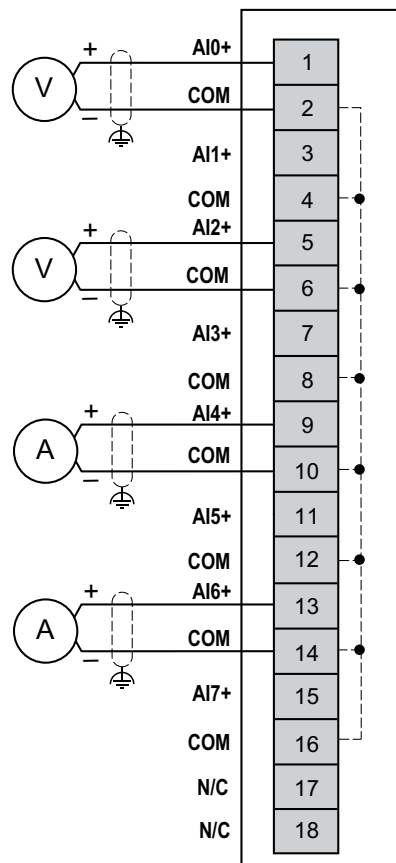 + AI0+ 1
V
COM 2
−
AI1+ 3
COM 4
+ AI2+ 5
V
COM 6
−
AI3+ 7
COM 8
+ AI4+ 9
A
COM 10
−
AI5+ 11
COM 12
+ AI6+ 13
A
COM 14
−
AI7+ 15
COM 16
N/C 17
N/C 18